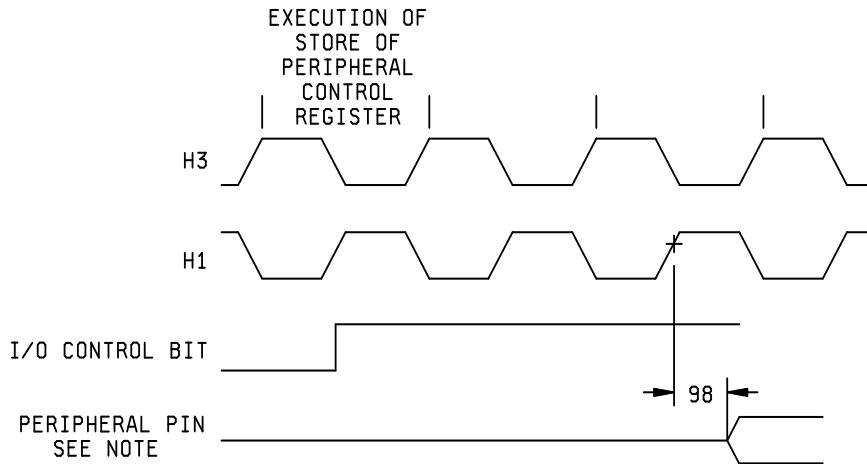 EXECUTION OF
STORE OF
PERIPHERAL
CONTROL
REGISTER
H3
H1
I/O CONTROL BIT
98
PERIPHERAL PIN
SEE NOTE